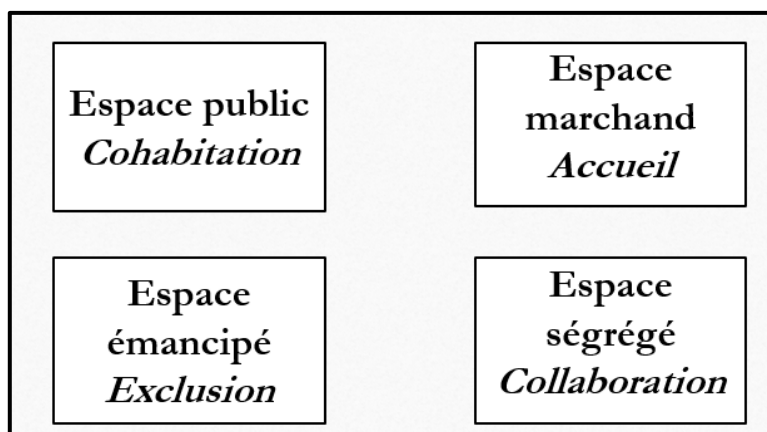 Espace public
Cohabitation
Espace
marchand
Accueil
Espace
émancipé
Exclusion
Espace
ségrégé
Collaboration